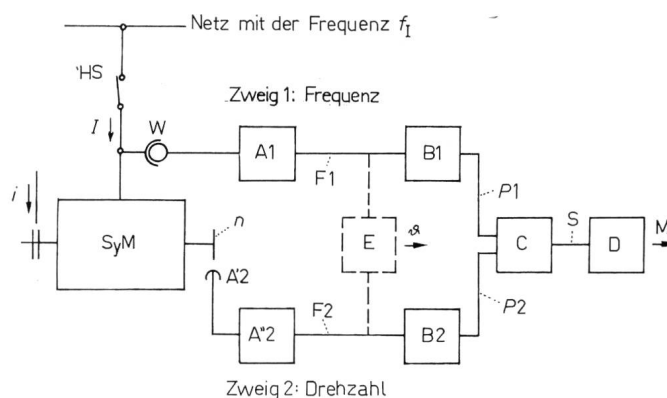 Netz mit der Frequenz fI
HS
Zweig 1: Frequenz
I
W
A1
B1
F1
P1
i
n
SyM
E
ϑ
C
S
D
M
A'2
F2
P2
A"2
B2
Zweig 2: Drehzahl